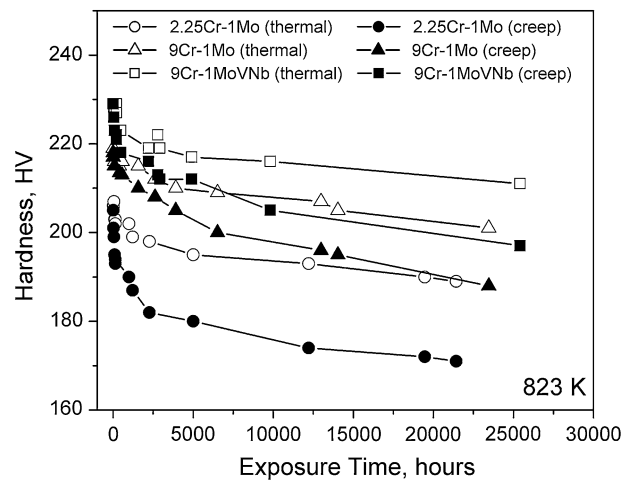 250
2.25Cr-1Mo (thermal) 2.25Cr-1Mo (creep)
9Cr-1Mo (thermal) 9Cr-1Mo (creep)
9Cr-1MoVNb (thermal) 9Cr-1MoVNb (creep)
240
220
200
180
160
Hardness, HV
823 K
0 5000 10000 15000 20000 25000 30000
Exposure Time, hours